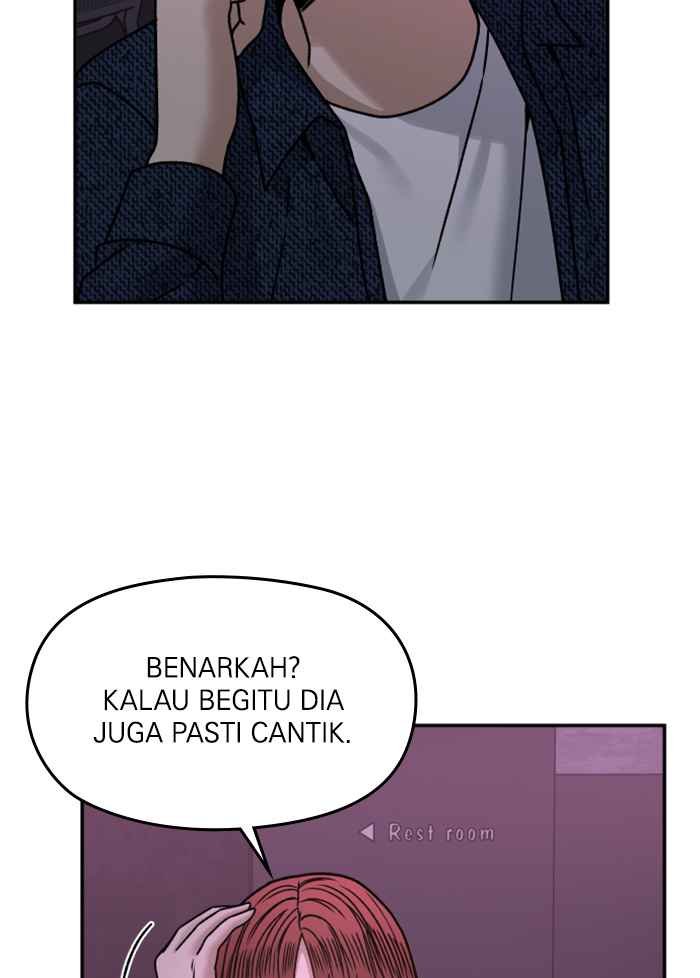 BENARKAH?
KALAU BEGITU DIA
JUGA PASTI CANTIK.
◀ Rest room